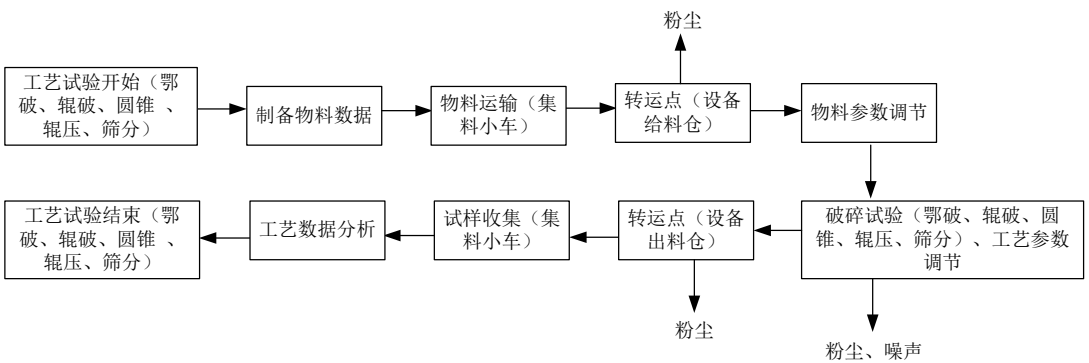 粉尘
工艺试验开始（鄂
破、辊破、圆锥 、
辊压、筛分）
制备物料数据
物料运输（集
料小车）
转运点（设备
给料仓）
物料参数调节
工艺试验结束（鄂
破、辊破、圆锥 、
辊压、筛分）
工艺数据分析
试样收集（集
料小车）
转运点（设备
出料仓）
破碎试验（鄂破、辊破、圆
锥、辊压、筛分）、工艺参数
调节
粉尘
粉尘、噪声